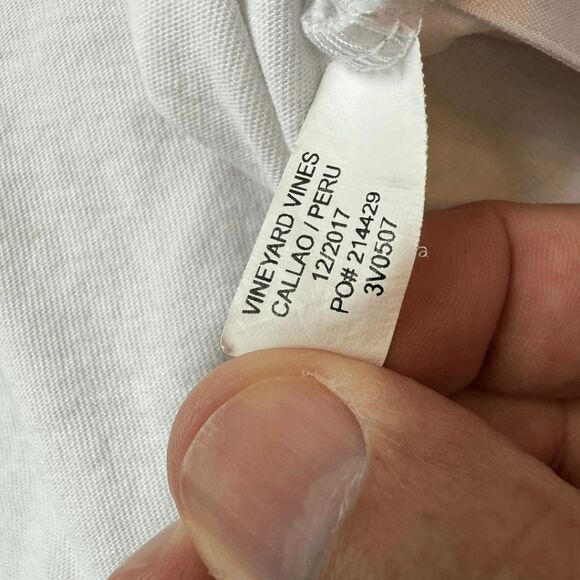 VINEYARD VINES
CALLAO / PERU
12/2017
PO# 214429
3V0507